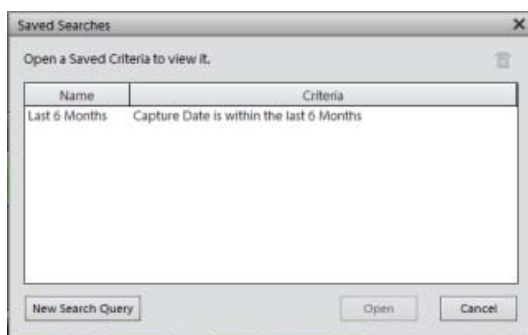 Saved Searches
Open a Saved Criteria to view it.
Name Criteria
Last 6 Months Capture Date is within the last 6 Months
New Search Query Open Cancel